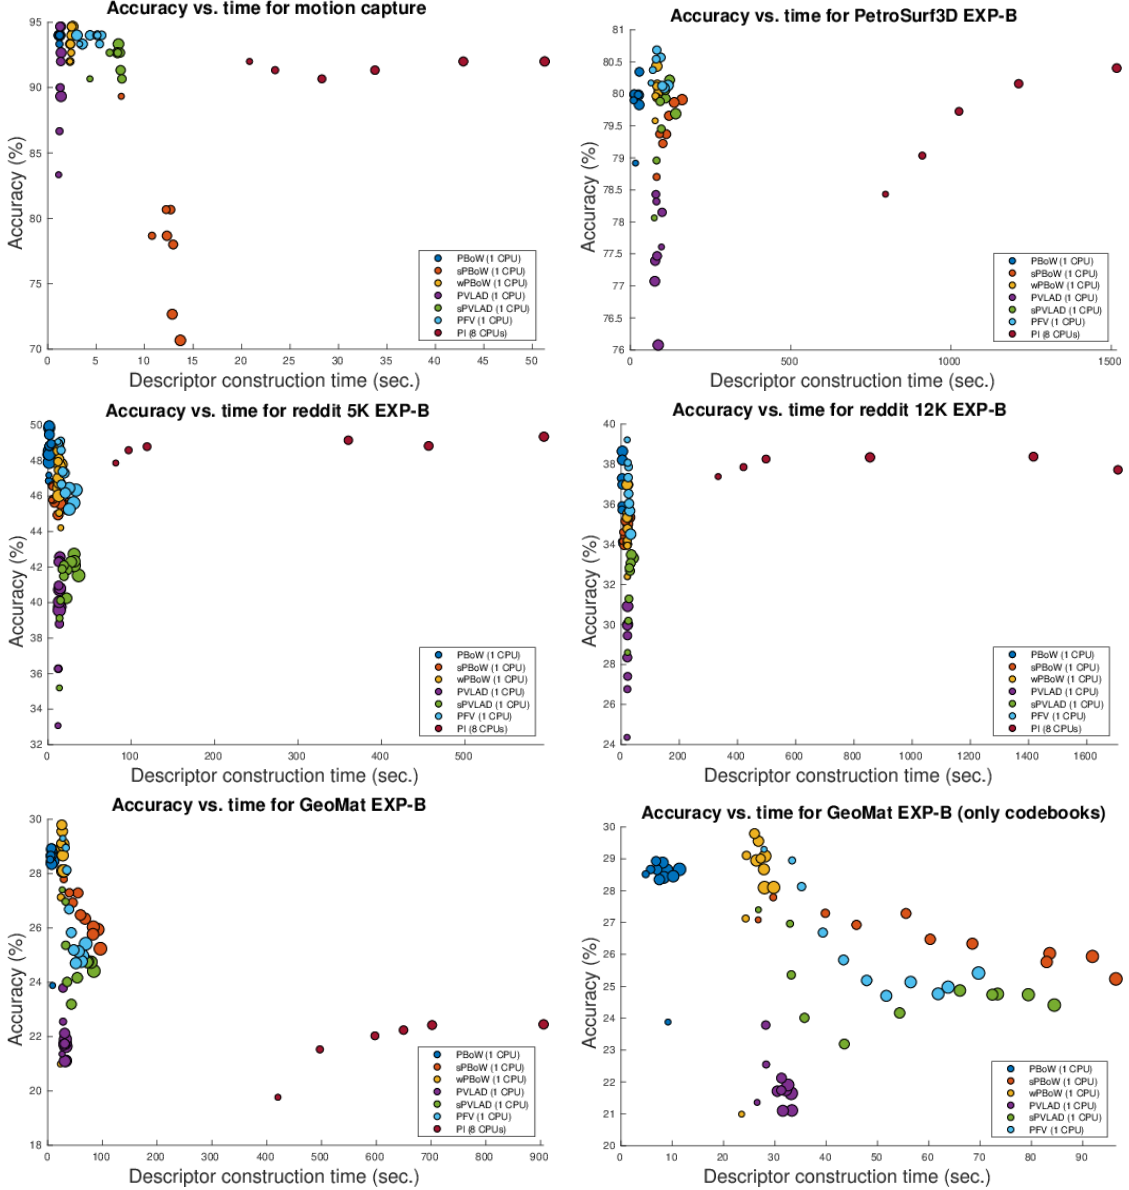 Accuracy vs. time for motion capture
95
90
85
80
75
70
Accuracy (%)
0 5 10 15 20 25 30 35 40 45 50
Descriptor construction time (sec.)
PBoW (1 CPU)
sPBoW (1 CPU)
wPBoW (1 CPU)
PVLAD (1 CPU)
sPVLAD (1 CPU)
PFV (1 CPU)
PI (8 CPUs)
Accuracy vs. time for PetroSurf3D EXP-B
81
80.5
80
79.5
79
78.5
78
77.5
77
76.5
76
Accuracy (%)
0 500 1000 1500
Descriptor construction time (sec.)
PBoW (1 CPU)
sPBoW (1 CPU)
wPBoW (1 CPU)
PVLAD (1 CPU)
sPVLAD (1 CPU)
PFV (1 CPU)
PI (8 CPUs)
Accuracy vs. time for reddit 5K EXP-B
50
48
46
44
42
40
38
36
34
32
Accuracy (%)
0 100 200 300 400 500
Descriptor construction time (sec.)
PBoW (1 CPU)
sPBoW (1 CPU)
wPBoW (1 CPU)
PVLAD (1 CPU)
sPVLAD (1 CPU)
PFV (1 CPU)
PI (8 CPUs)
Accuracy vs. time for reddit 12K EXP-B
40
38
36
34
32
30
28
26
24
Accuracy (%)
0 200 400 600 800 1000 1200 1400 1600
Descriptor construction time (sec.)
PBoW (1 CPU)
sPBoW (1 CPU)
wPBoW (1 CPU)
PVLAD (1 CPU)
sPVLAD (1 CPU)
PFV (1 CPU)
PI (8 CPUs)
Accuracy vs. time for GeoMat EXP-B
30
28
26
24
22
20
18
Accuracy (%)
0 100 200 300 400 500 600 700 800 900
Descriptor construction time (sec.)
PBoW (1 CPU)
sPBoW (1 CPU)
wPBoW (1 CPU)
PVLAD (1 CPU)
sPVLAD (1 CPU)
PFV (1 CPU)
PI (8 CPUs)
Accuracy vs. time for GeoMat EXP-B (only codebooks)
30
29
28
27
26
25
24
23
22
21
20
Accuracy (%)
0 10 20 30 40 50 60 70 80 90
Descriptor construction time (sec.)
PBoW (1 CPU)
sPBoW (1 CPU)
wPBoW (1 CPU)
PVLAD (1 CPU)
sPVLAD (1 CPU)
PFV (1 CPU)